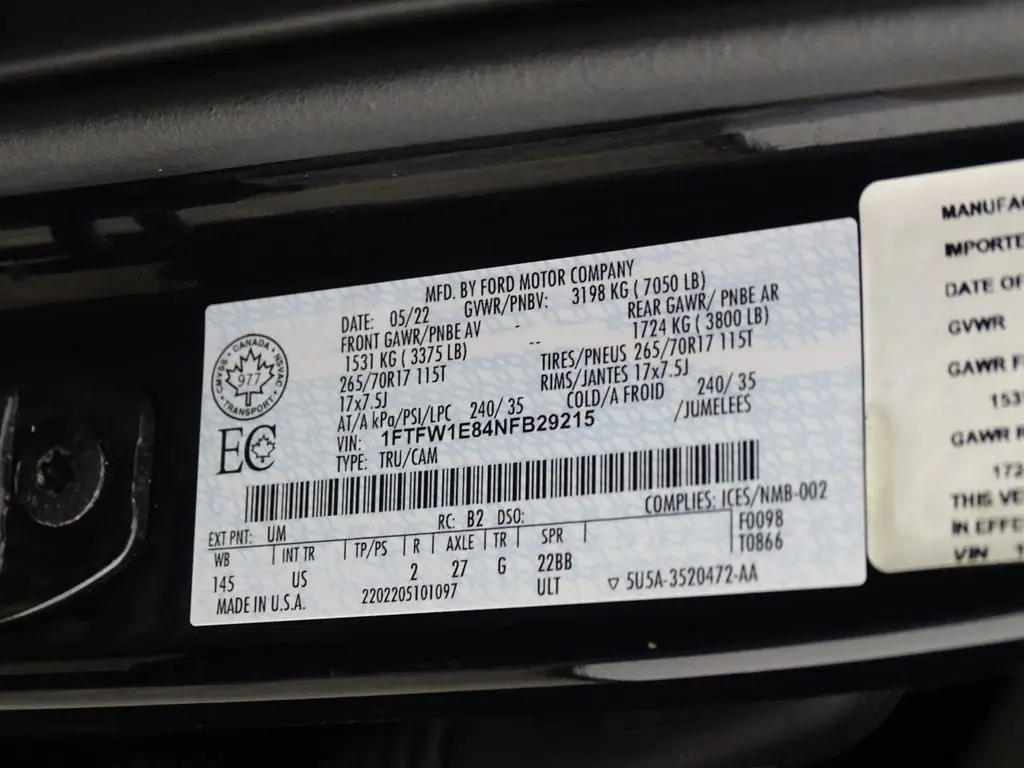 MFD. BY FORD MOTOR COMPANY
DATE: 05/22 GVWR/PNBV: 3198 KG ( 7050 LB)
FRONT GAWR/PNBE AV - REAR GAWR/ PNBE AR
1531 KG ( 3375 LB) -- 1724 KG ( 3800 LB)
265/70R17 115T TIRES/PNEUS 265/70R17 115T
17x7.5J RIMS/JANTES 17x7.5J
AT/A kPa/PSI/LPC 240/ 35 COLD/A FROID 240/ 35
VIN: 1FTFW1E84NFB29215 /JUMELEES
TYPE: TRU/CAM
CANADA
CMVSS • NSVAC
977
TRANSPORT
EC
COMPLIES: ICES/NMB-002
EXT PNT: UM RC: B2 DSO: F0098
WB INT TR TP/PS R AXLE TR SPR T0866
145 US 2 27 G 22BB
MADE IN U.S.A. 2202205101097 ULT ▽ 5U5A-3520472-AA
MANUFA
IMPORTE
DATE OF
GVWR
GAWR F
153
GAWR R
172
THIS VE
IN EFFE
VIN 1